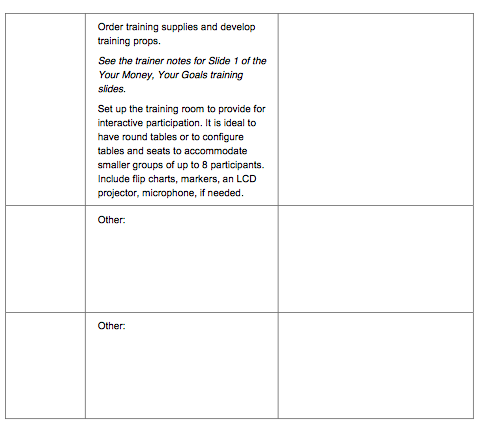 Order training supplies and develop
training props.
See the trainer notes for Slide 1 of the
Your Money, Your Goals training
slides.
Set up the training room to provide for
interactive participation. It is ideal to
have round tables or to configure
tables and seats to accommodate
smaller groups of up to 8 participants.
Include flip charts, markers, an LCD
projector, microphone, if needed.
Other:
Other: